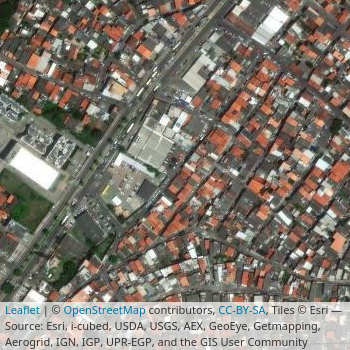 Leaflet | © OpenStreetMap contributors, CC-BY-SA, Tiles © Esri —
Source: Esri, i-cubed, USDA, USGS, AEX, GeoEye, Getmapping,
Aerogrid, IGN, IGP, UPR-EGP, and the GIS User Community